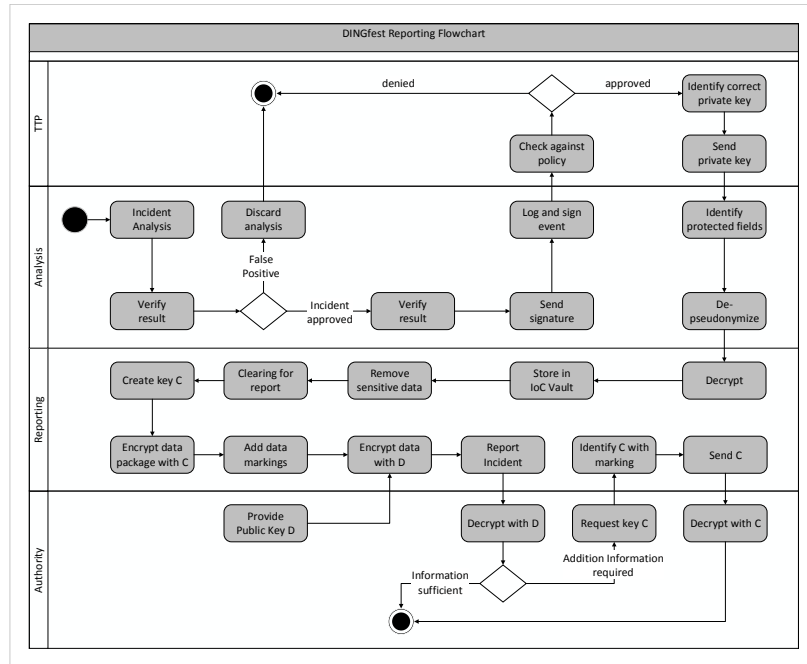 DINGfest Reporting Flowchart
TTP
denied
approved
Identify correct
private key
Check against
policy
Send
private key
Analysis
Incident
Analysis
Discard
analysis
Log and sign
event
Identify
protected fields
False
Positive
Verify
result
Incident
approved
Verify
result
Send
signature
De-
pseudonymize
Reporting
Create key C
Clearing for
report
Remove
sensitive data
Store in
IoC Vault
Decrypt
Encrypt data
package with C
Add data
markings
Encrypt data
with D
Report
Incident
Identify C with
marking
Send C
Authority
Provide
Public Key D
Decrypt with D
Request key C
Decrypt with C
Addition Information
required
Information
sufficient